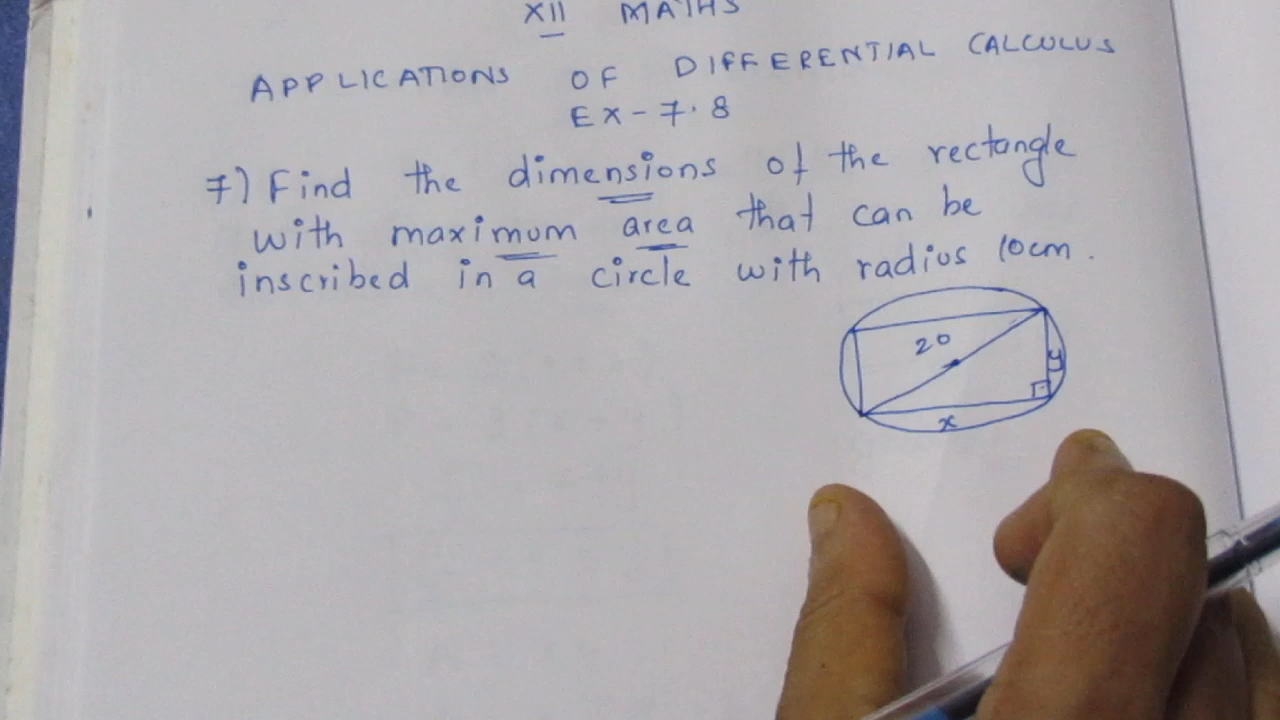 XII MATHS
APPLICATIONS OF DIFFERENTIAL CALCULUS
EX-7.8
7) Find the dimensions of the rectangle
with maximum area that can be
inscribed in a circle with radius 10cm.
20
y
x